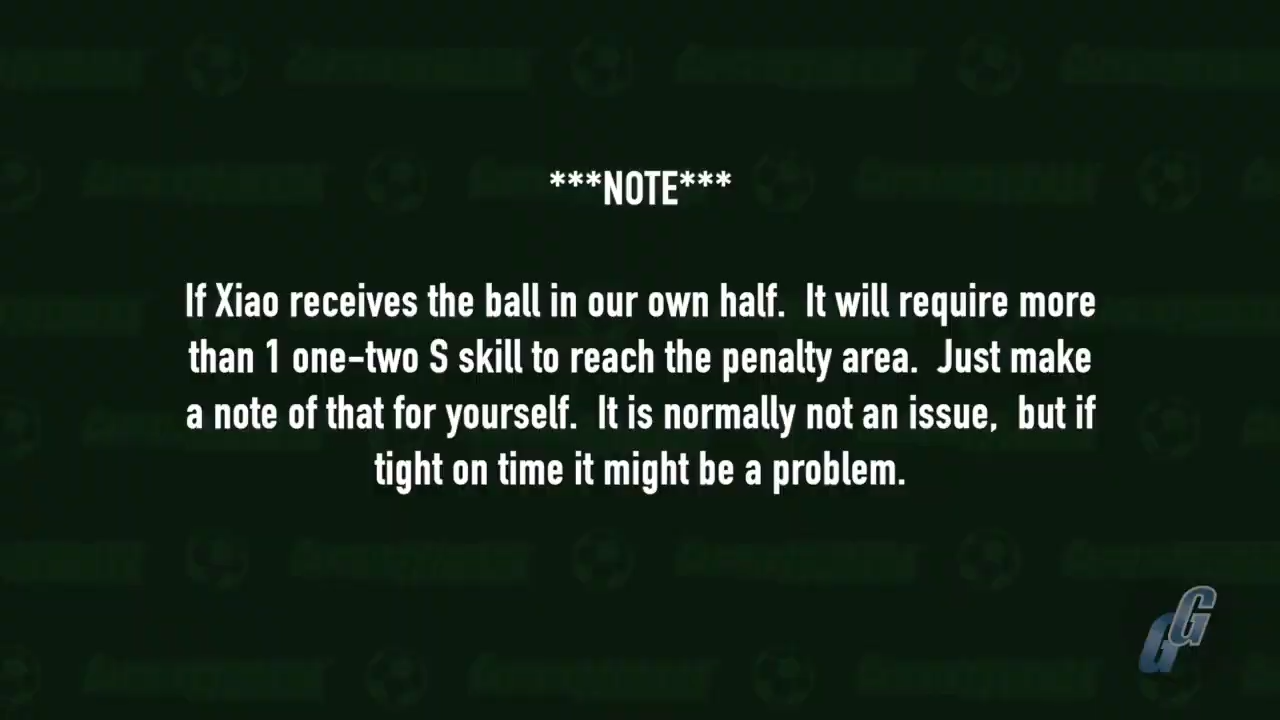 ***NOTE***
If Xiao receives the ball in our own half.  It will require more
than 1 one-two S skill to reach the penalty area.  Just make
a note of that for yourself.  It is normally not an issue,  but if
tight on time it might be a problem.
GG